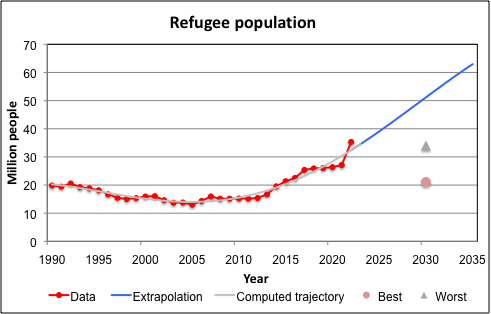 Refugee population
70
60
50
40
30
20
10
0
Million people
1990 1995 2000 2005 2010 2015 2020 2025 2030 2035
Year
Data Extrapolation Computed trajectory Best Worst